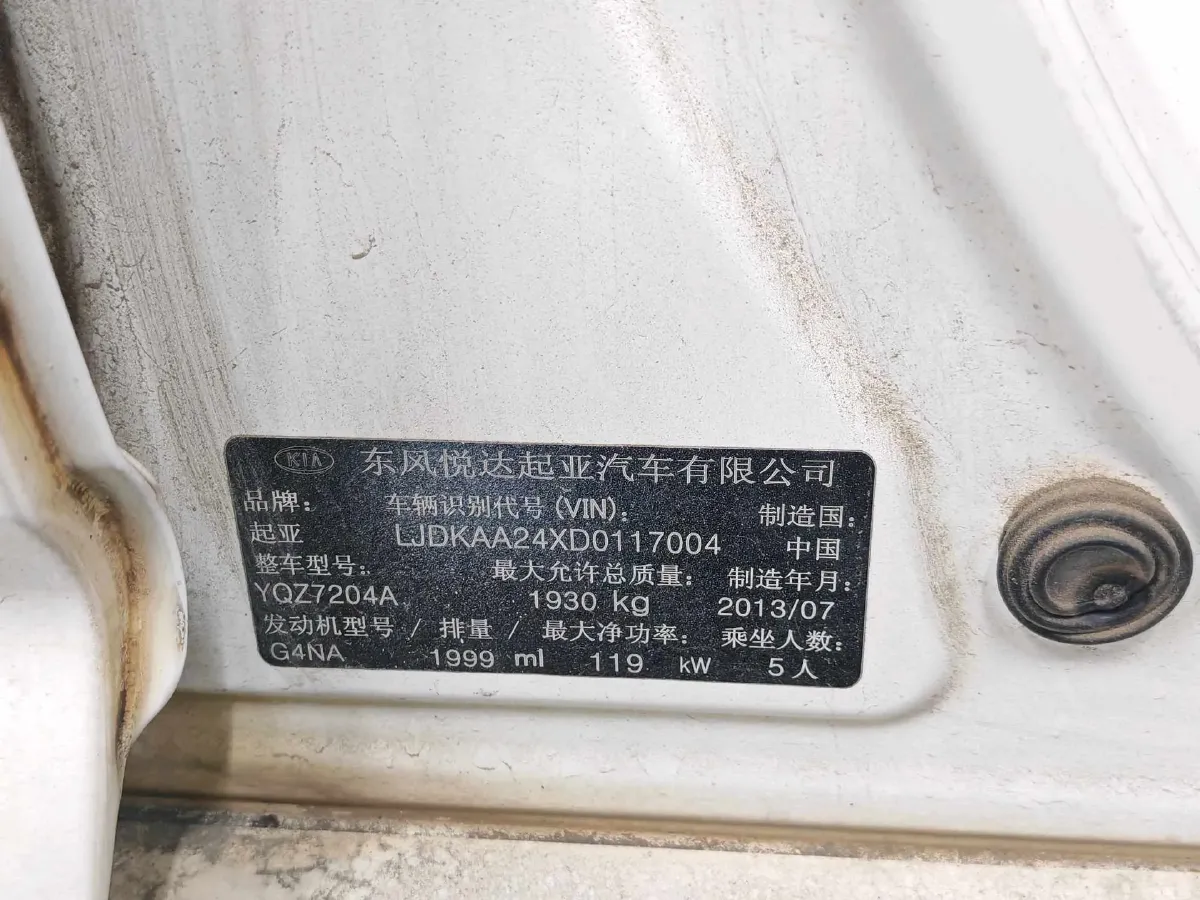 KIA 东风悦达起亚汽车有限公司
品牌: 车辆识别代号(VIN): 制造国:
起亚 LJDKAA24XD0117004 中国
整车型号: 最大允许总质量: 制造年月:
YQZ7204A 1930 kg 2013/07
发动机型号 / 排量 / 最大净功率: 乘坐人数:
G4NA 1999 ml 119 kW 5人